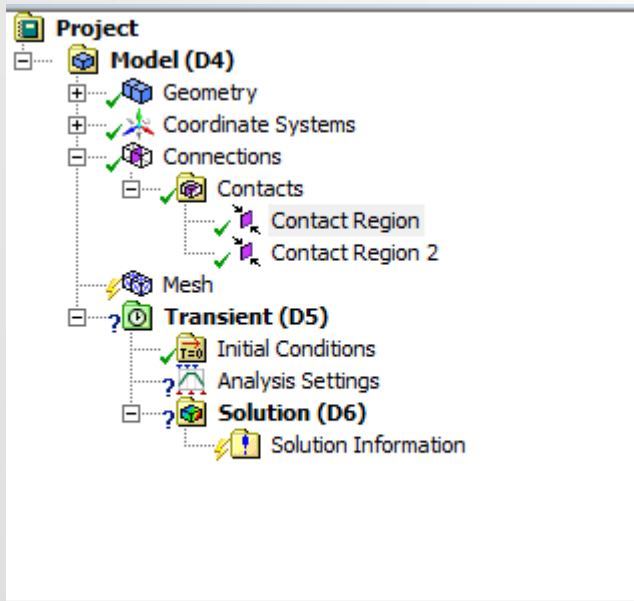 Project
Model (D4)
Geometry
Coordinate Systems
Connections
Contacts
Contact Region
Contact Region 2
Mesh
Transient (D5)
T=0
Initial Conditions
Analysis Settings
Solution (D6)
Solution Information